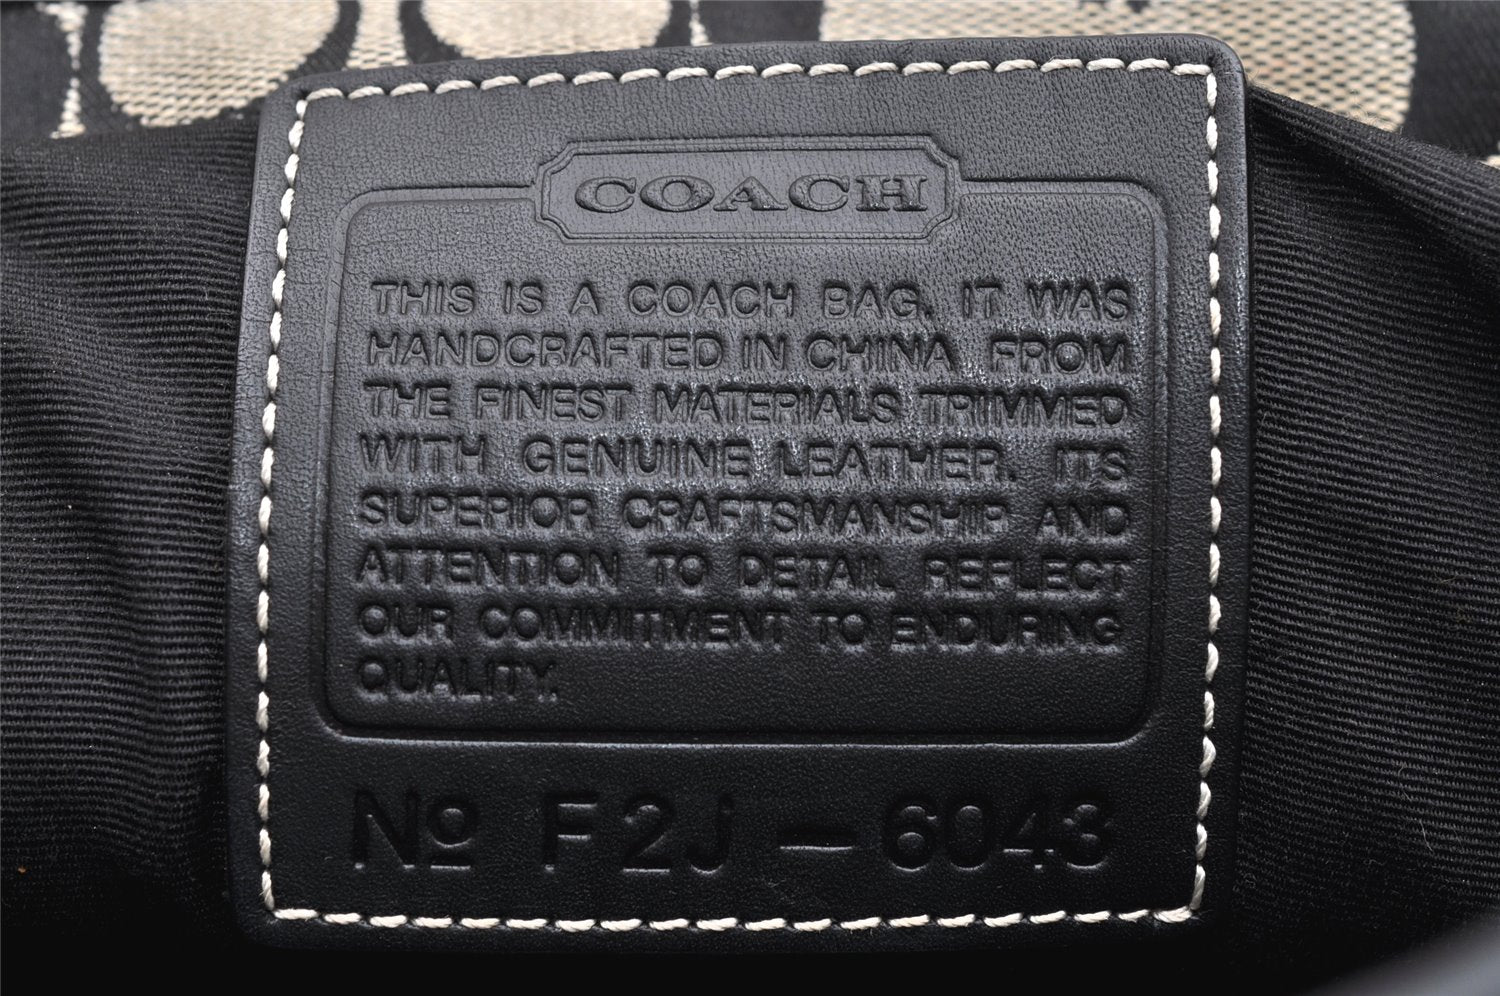 COACH
THIS IS A COACH BAG. IT WAS
HANDCRAFTED IN CHINA FROM
THE FINEST MATERIALS TRIMMED
WITH GENUINE LEATHER. ITS
SUPERIOR CRAFTSMANSHIP AND
ATTENTION TO DETAIL REFLECT
OUR COMMITMENT TO ENDURING
QUALITY.
No F2J-6043